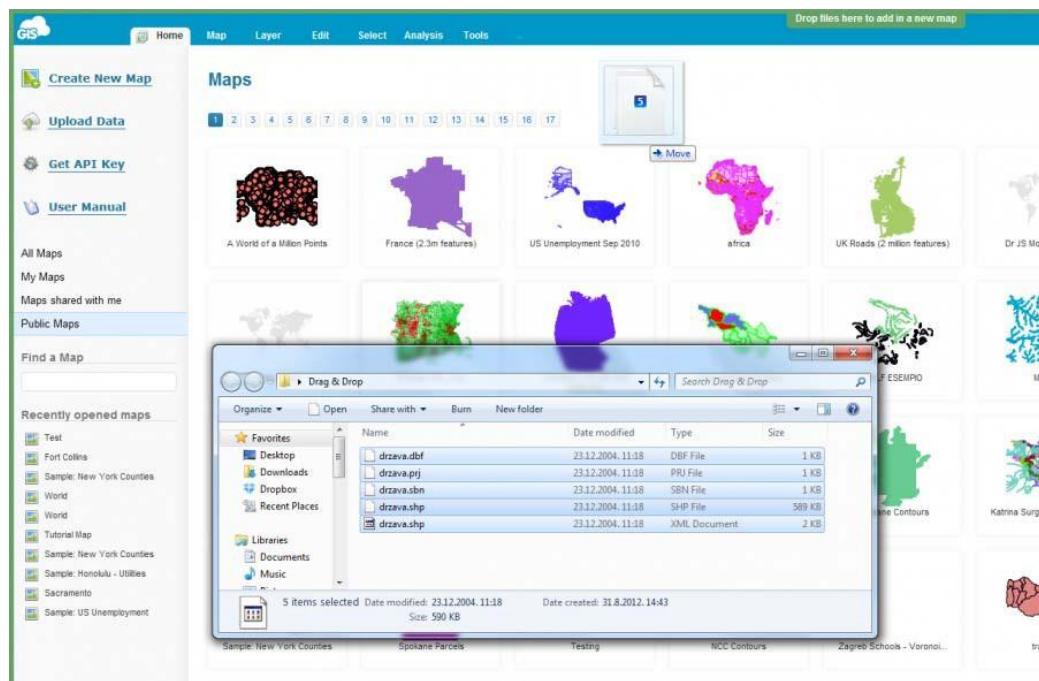 GIS
Home Map Layer Edit Select Analysis Tools
Drop files here to add in a new map
Create New Map
Upload Data
Get API Key
User Manual
All Maps
My Maps
Maps shared with me
Public Maps
Find a Map
Recently opened maps
Test
Fort Collins
Sample: New York Counties
World
World
Tutorial Map
Sample: New York Counties
Sample: Honolulu - Utilities
Sacramento
Sample: US Unemployment
Maps
1 2 3 4 5 6 7 8 9 10 11 12 13 14 15 16 17
5
Move
A World of a Million Points
France (2.3m features)
US Unemployment Sep 2010
africa
UK Roads (2 million features)
Dr JS Mo
LF ESEMPIO
M
Drag & Drop
Search Drag & Drop
Organize Open Share with Burn New folder
Favorites
Desktop
Downloads
Dropbox
Recent Places
Libraries
Documents
Music
Name Date modified Type Size
drzava.dbf 23.12.2004. 11:18 DBF File 1 KB
drzava.prj 23.12.2004. 11:18 PRJ File 1 KB
drzava.sbn 23.12.2004. 11:18 SBN File 1 KB
drzava.shp 23.12.2004. 11:18 SHP File 589 KB
drzava.shp 23.12.2004. 11:18 XML Document 2 KB
5 items selected Date modified: 23.12.2004. 11:18 Date created: 31.8.2012. 14:43
Size: 590 KB
ane Contours
Katrina Surg
Sample: New York Counties
Spokane Parcels
Testing
NCC Contours
Zagreb Schools - Voronoi...
tra